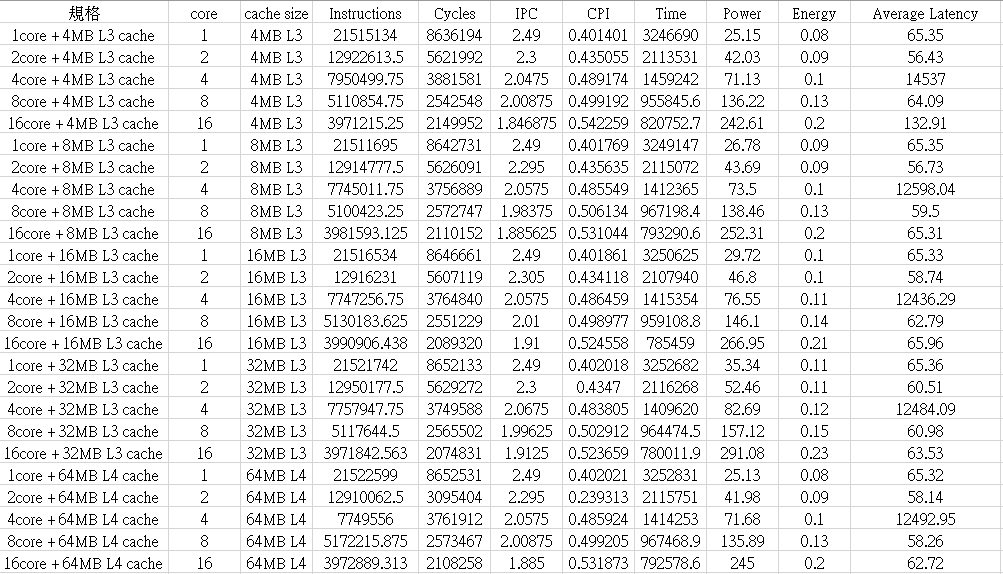 規格 core cache size Instructions Cycles IPC CPI Time Power Energy Average Latency
1core + 4MB L3 cache 1 4MB L3 21515134 8636194 2.49 0.401401 3246690 25.15 0.08 65.35
2core + 4MB L3 cache 2 4MB L3 12922613.5 5621992 2.3 0.435055 2113531 42.03 0.09 56.43
4core + 4MB L3 cache 4 4MB L3 7950499.75 3881581 2.0475 0.489174 1459242 71.13 0.1 14537
8core + 4MB L3 cache 8 4MB L3 5110854.75 2542548 2.00875 0.499192 955845.6 136.22 0.13 64.09
16core + 4MB L3 cache 16 4MB L3 3971215.25 2149952 1.846875 0.542259 820752.7 242.61 0.2 132.91
1core + 8MB L3 cache 1 8MB L3 21511695 8642731 2.49 0.401769 3249147 26.78 0.09 65.35
2core + 8MB L3 cache 2 8MB L3 12914777.5 5626091 2.295 0.435635 2115072 43.69 0.09 56.73
4core + 8MB L3 cache 4 8MB L3 7745011.75 3756889 2.0575 0.485549 1412365 73.5 0.1 12598.04
8core + 8MB L3 cache 8 8MB L3 5100423.25 2572747 1.98375 0.506134 967198.4 138.46 0.13 59.5
16core + 8MB L3 cache 16 8MB L3 3981593.125 2110152 1.885625 0.531044 793290.6 252.31 0.2 65.31
1core + 16MB L3 cache 1 16MB L3 21516534 8646661 2.49 0.401861 3250625 29.72 0.1 65.33
2core + 16MB L3 cache 2 16MB L3 12916231 5607119 2.305 0.434118 2107940 46.8 0.1 58.74
4core + 16MB L3 cache 4 16MB L3 7747256.75 3764840 2.0575 0.486459 1415354 76.55 0.11 12436.29
8core + 16MB L3 cache 8 16MB L3 5130183.625 2551229 2.01 0.498977 959108.8 146.1 0.14 62.79
16core + 16MB L3 cache 16 16MB L3 3990906.438 2089320 1.91 0.524558 785459 266.95 0.21 65.96
1core + 32MB L3 cache 1 32MB L3 21521742 8652133 2.49 0.402018 3252682 35.34 0.11 65.36
2core + 32MB L3 cache 2 32MB L3 12950177.5 5629272 2.3 0.4347 2116268 52.46 0.11 60.51
4core + 32MB L3 cache 4 32MB L3 7757947.75 3749588 2.0675 0.483805 1409620 82.69 0.12 12484.09
8core + 32MB L3 cache 8 32MB L3 5117644.5 2565502 1.99625 0.502912 964474.5 157.12 0.15 60.98
16core + 32MB L3 cache 16 32MB L3 3971842.563 2074831 1.9125 0.523659 780011.9 291.08 0.23 63.53
1core + 64MB L4 cache 1 64MB L4 21522599 8652531 2.49 0.402021 3252831 25.13 0.08 65.32
2core + 64MB L4 cache 2 64MB L4 12910062.5 3095404 2.295 0.239313 2115751 41.98 0.09 58.14
4core + 64MB L4 cache 4 64MB L4 7749556 3761912 2.0575 0.485924 1414253 71.68 0.1 12492.95
8core + 64MB L4 cache 8 64MB L4 5172215.875 2573467 2.00875 0.499205 967468.9 135.89 0.13 58.26
16core + 64MB L4 cache 16 64MB L4 3972889.313 2108258 1.885 0.531873 792578.6 245 0.2 62.72